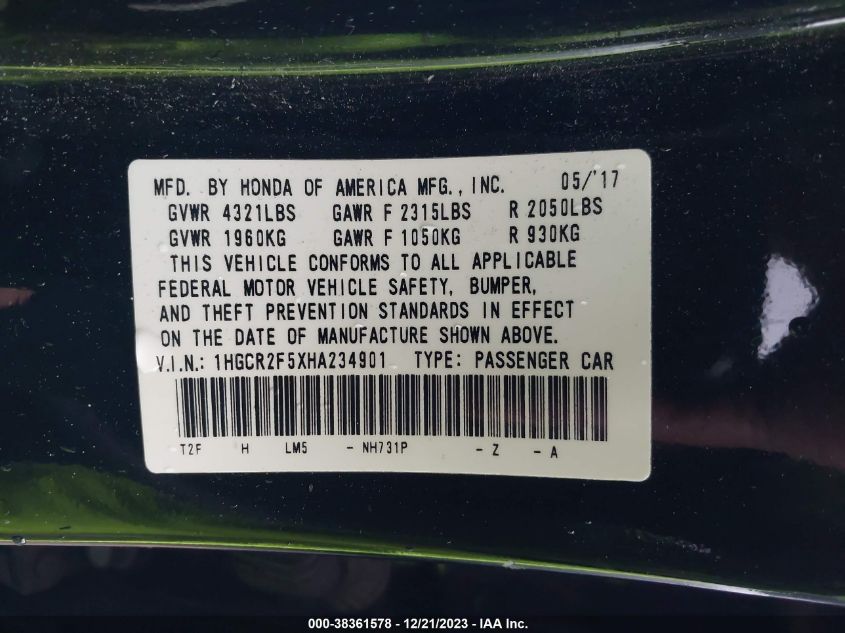 MFD. BY HONDA OF AMERICA MFG., INC. 05/'17
GVWR 4321LBS GAWR F 2315LBS R 2050LBS
GVWR 1960KG GAWR F 1050KG R 930KG
THIS VEHICLE CONFORMS TO ALL APPLICABLE
FEDERAL MOTOR VEHICLE SAFETY, BUMPER,
AND THEFT PREVENTION STANDARDS IN EFFECT
ON THE DATE OF MANUFACTURE SHOWN ABOVE.
V.I.N.: 1HGCR2F5XHA234901 TYPE: PASSENGER CAR
T2F H LM5 - NH731P - Z - A
000-38361578 - 12/21/2023 - IAA Inc.